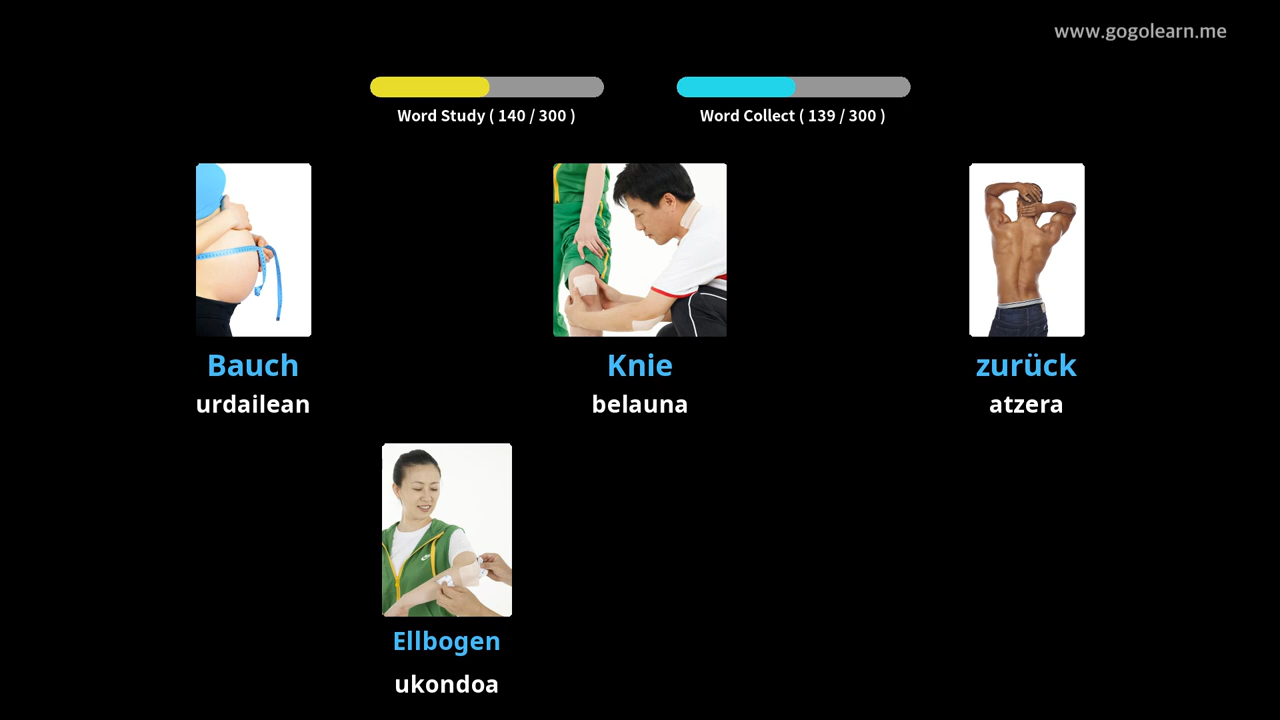 www.gogolearn.me
Word Study ( 140 / 300 )
Word Collect ( 139 / 300 )
Bauch
urdailean
Knie
belauna
zurück
atzera
Ellbogen
ukondoa